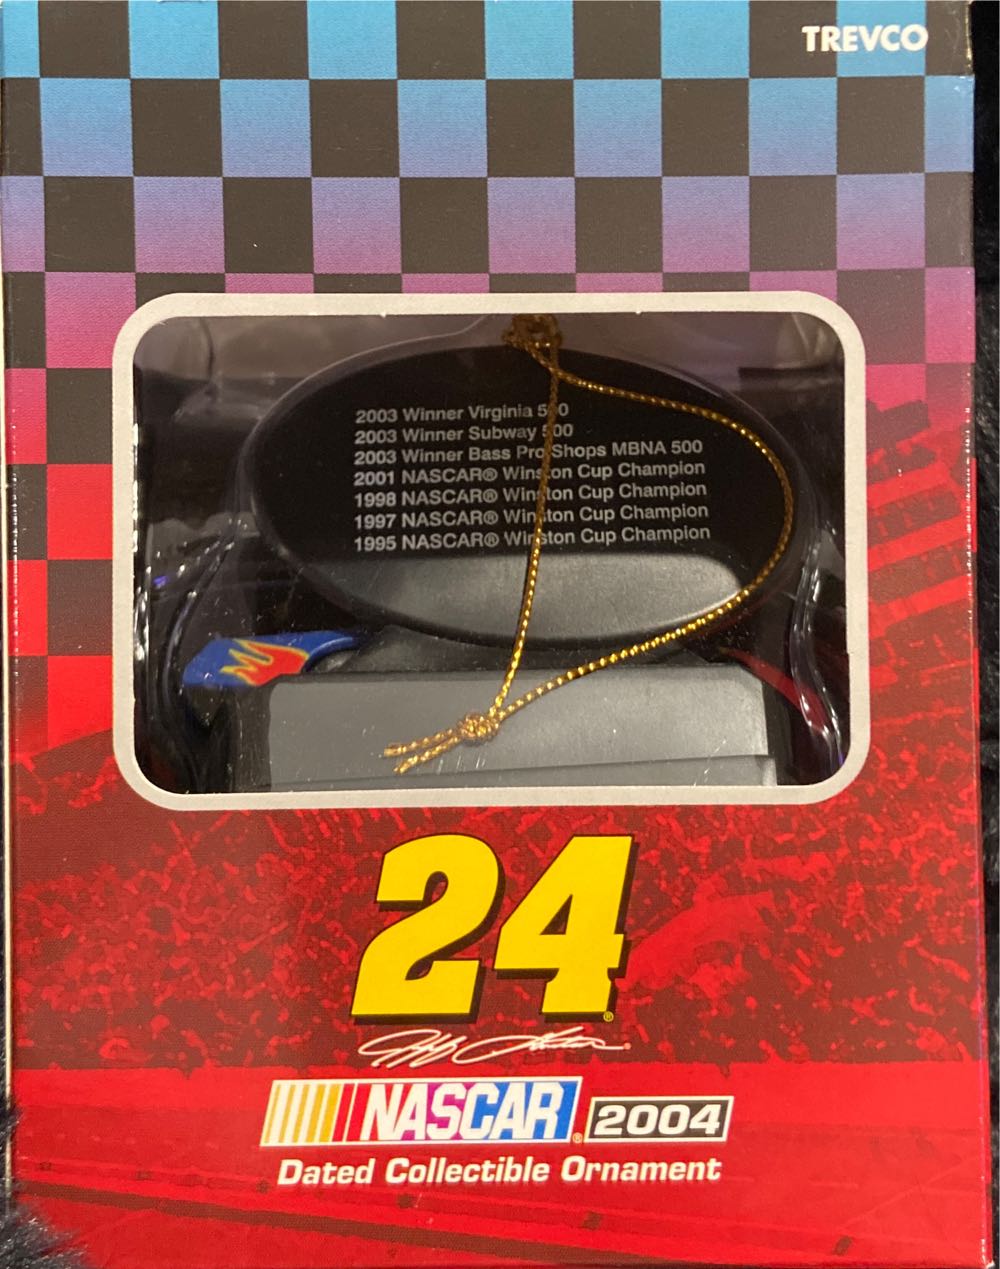 TREVCO
2003 Winner Virginia 500
2003 Winner Subway 500
2003 Winner Bass Pro Shops MBNA 500
2001 NASCAR® Winston Cup Champion
1998 NASCAR® Winston Cup Champion
1997 NASCAR® Winston Cup Champion
1995 NASCAR® Winston Cup Champion
24®
Jeff Gordon
NASCAR® 2004
Dated Collectible Ornament